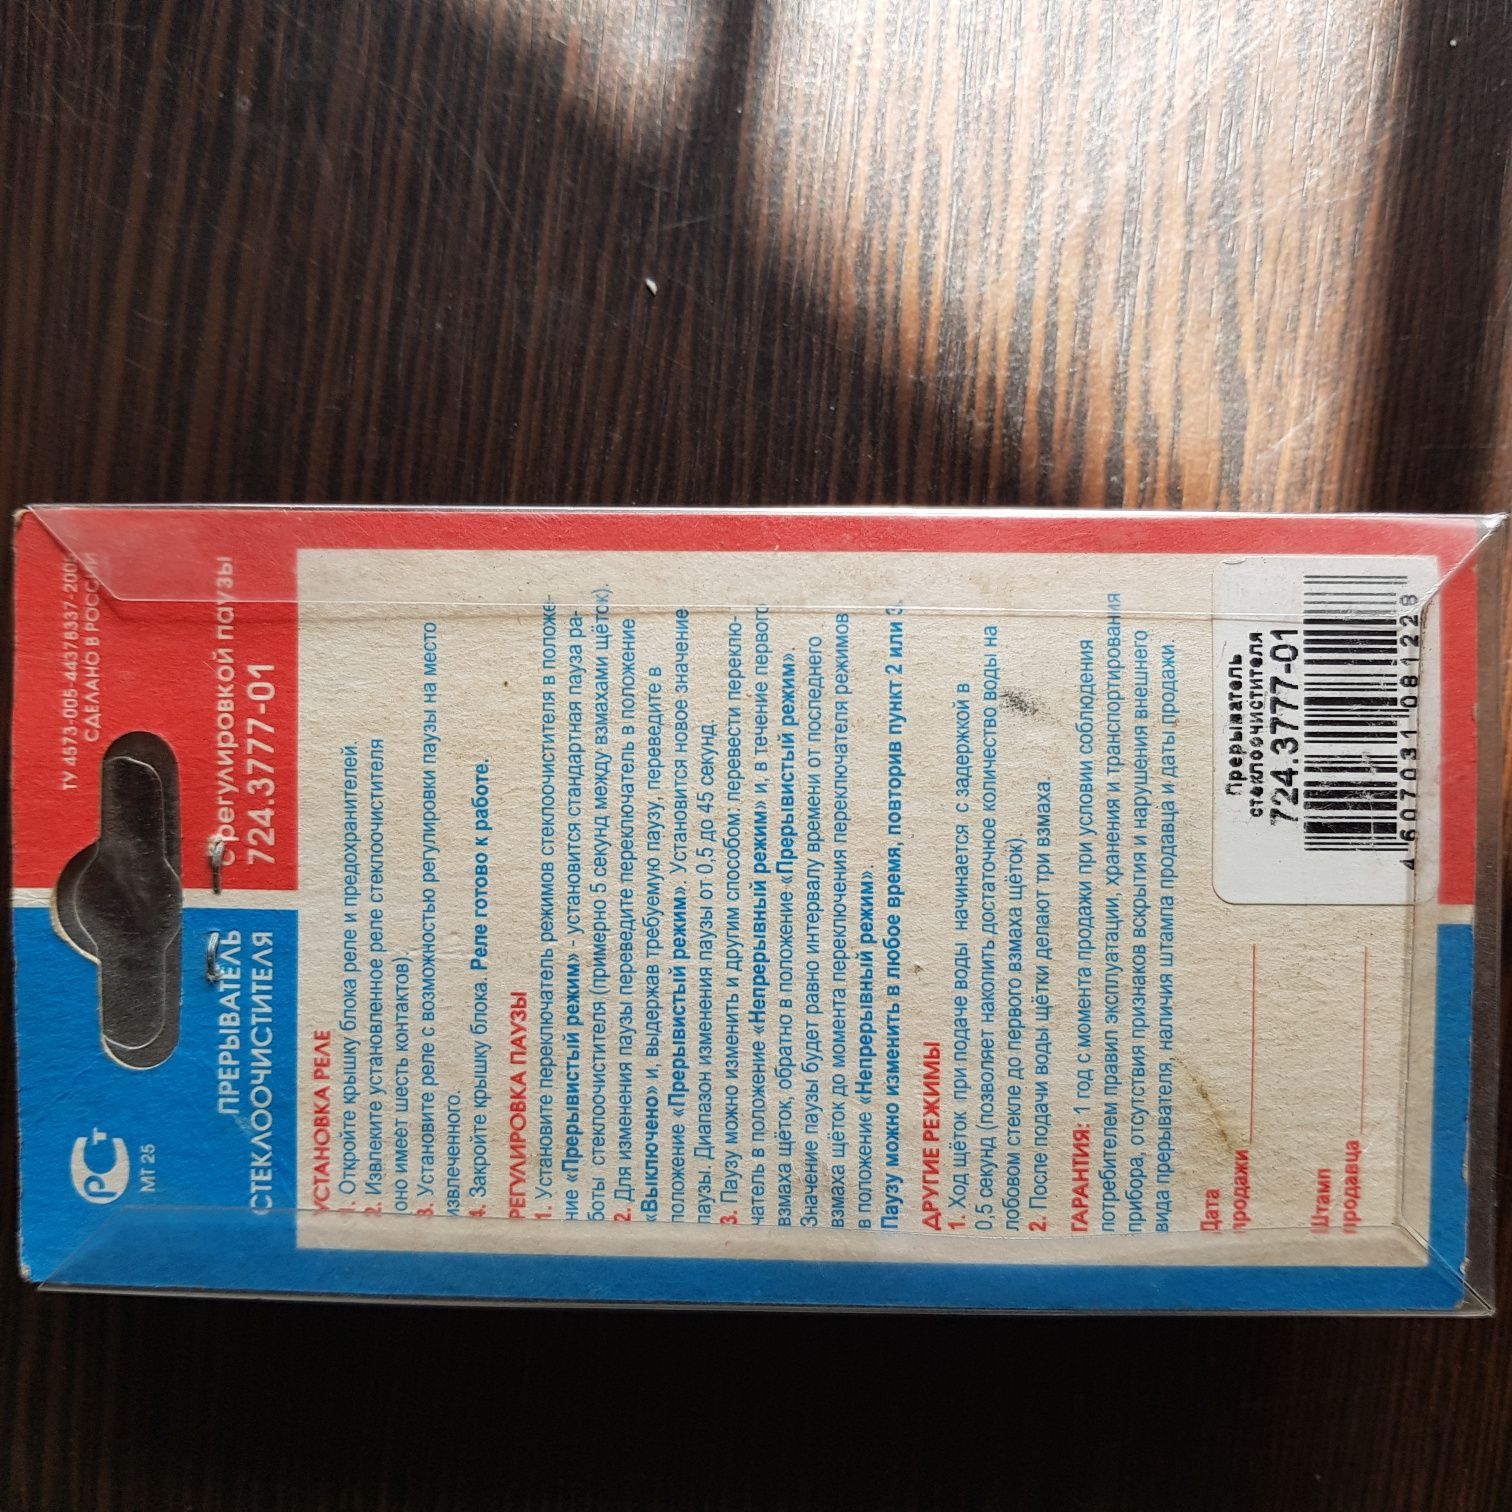 РСТ
МТ 25
ТУ 4573-005-44378337-200
СДЕЛАНО В РОССИИ
ПРЕРЫВАТЕЛЬ
СТЕКЛООЧИСТИТЕЛЯ
с регулировкой паузы
724.3777-01
УСТАНОВКА РЕЛЕ
1. Откройте крышку блока реле и предохранителей.
2. Извлеките установленное реле стеклоочистителя
оно имеет шесть контактов).
3. Установите реле с возможностью регулировки паузы на место
извлеченного.
4. Закройте крышку блока. Реле готово к работе.
РЕГУЛИРОВКА ПАУЗЫ
1. Установите переключатель режимов стеклоочистителя в положе-
ние «Прерывистый режим» - установится стандартная пауза ра-
боты стеклоочистителя (примерно 5 секунд между взмахами щёток).
2. Для изменения паузы переведите переключатель в положение
«Выключено» и, выдержав требуемую паузу, переведите в
положение «Прерывистый режим». Установится новое значение
паузы. Диапазон изменения паузы от 0,5 до 45 секунд.
3. Паузу можно изменить и другим способом: перевести переклю-
чатель в положение «Непрерывный режим» и, в течение первого
взмаха щёток, обратно в положение «Прерывистый режим».
Значение паузы будет равно интервалу времени от последнего
взмаха щёток до момента переключения переключателя режимов
в положение «Непрерывный режим».
Паузу можно изменить в любое время, повторив пункт 2 или 3.
ДРУГИЕ РЕЖИМЫ
1. Ход щёток при подаче воды начинается с задержкой в
0,5 секунд (позволяет накопить достаточное количество воды на
лобовом стекле до первого взмаха щёток).
2. После подачи воды щётки делают три взмаха.
ГАРАНТИЯ: 1 год с момента продажи при условии соблюдения
потребителем правил эксплуатации, хранения и транспортирования
прибора, отсутствия признаков вскрытия и нарушения внешнего
вида прерывателя, наличия штампа продавца и даты продажи.
Дата
продажи
Штамп
продавца
Прерыватель
стеклоочистителя
724.3777-01
4 607031 081228